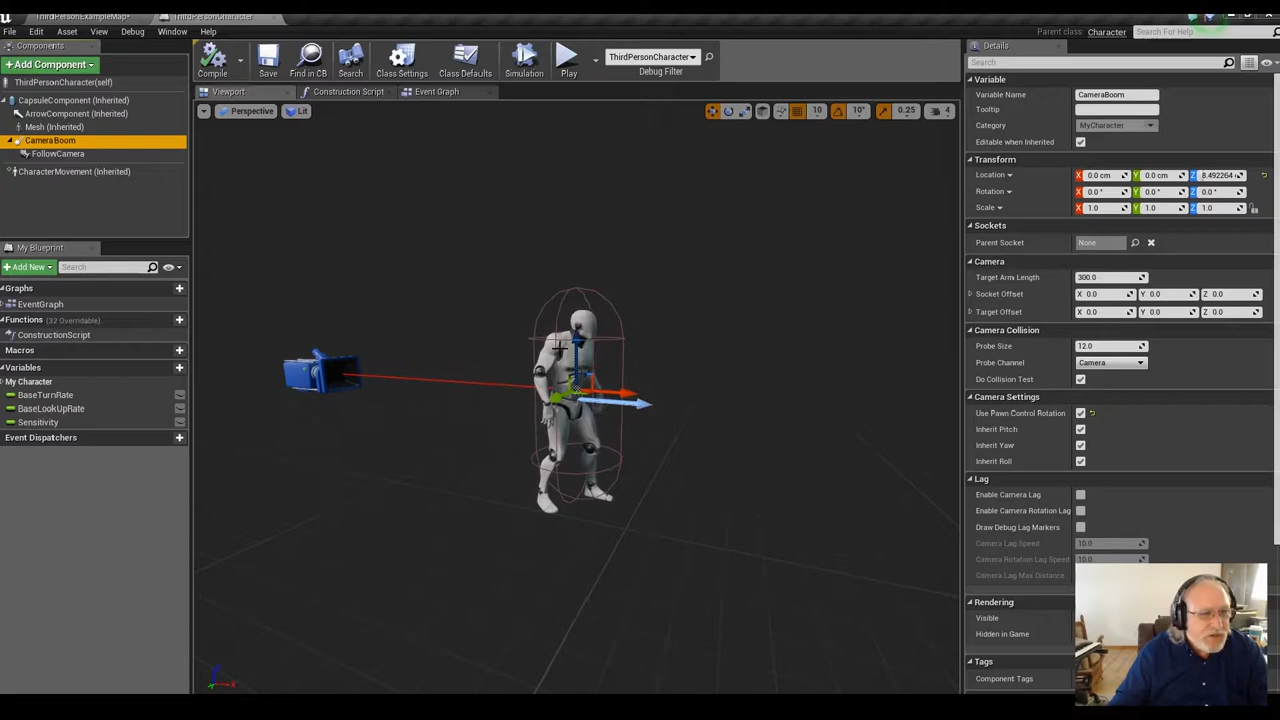 ThirdPersonExampleMap*
ThirdPersonCharacter
File Edit Asset View Debug Window Help
Parent class: Character
Search For Help
Components
+Add Component
ThirdPersonCharacter(self)
CapsuleComponent (Inherited)
ArrowComponent (Inherited)
Mesh (Inherited)
CameraBoom
FollowCamera
CharacterMovement (Inherited)
My Blueprint
+Add New
Search
Graphs
EventGraph
Functions (32 Overridable)
ConstructionScript
Macros
Variables
My Character
BaseTurnRate
BaseLookUpRate
Sensitivity
Event Dispatchers
Compile
Save
Find in CB
Search
Class Settings
Class Defaults
Simulation
Play
ThirdPersonCharacter
Debug Filter
Viewport
Construction Script
Event Graph
Perspective
Lit
10
10°
0.25
4
Details
Search
Variable
Variable Name CameraBoom
Tooltip
Category MyCharacter
Editable when Inherited
Transform
Location X 0.0 cm Y 0.0 cm Z 8.492264
Rotation X 0.0 ° Y 0.0 ° Z 0.0 °
Scale X 1.0 Y 1.0 Z 1.0
Sockets
Parent Socket None
Camera
Target Arm Length 300.0
Socket Offset X 0.0 Y 0.0 Z 0.0
Target Offset X 0.0 Y 0.0 Z 0.0
Camera Collision
Probe Size 12.0
Probe Channel Camera
Do Collision Test
Camera Settings
Use Pawn Control Rotation
Inherit Pitch
Inherit Yaw
Inherit Roll
Lag
Enable Camera Lag
Enable Camera Rotation Lag
Draw Debug Lag Markers
Camera Lag Speed 10.0
Camera Rotation Lag Speed 10.0
Camera Lag Max Distance
Rendering
Visible
Hidden in Game
Tags
Component Tags